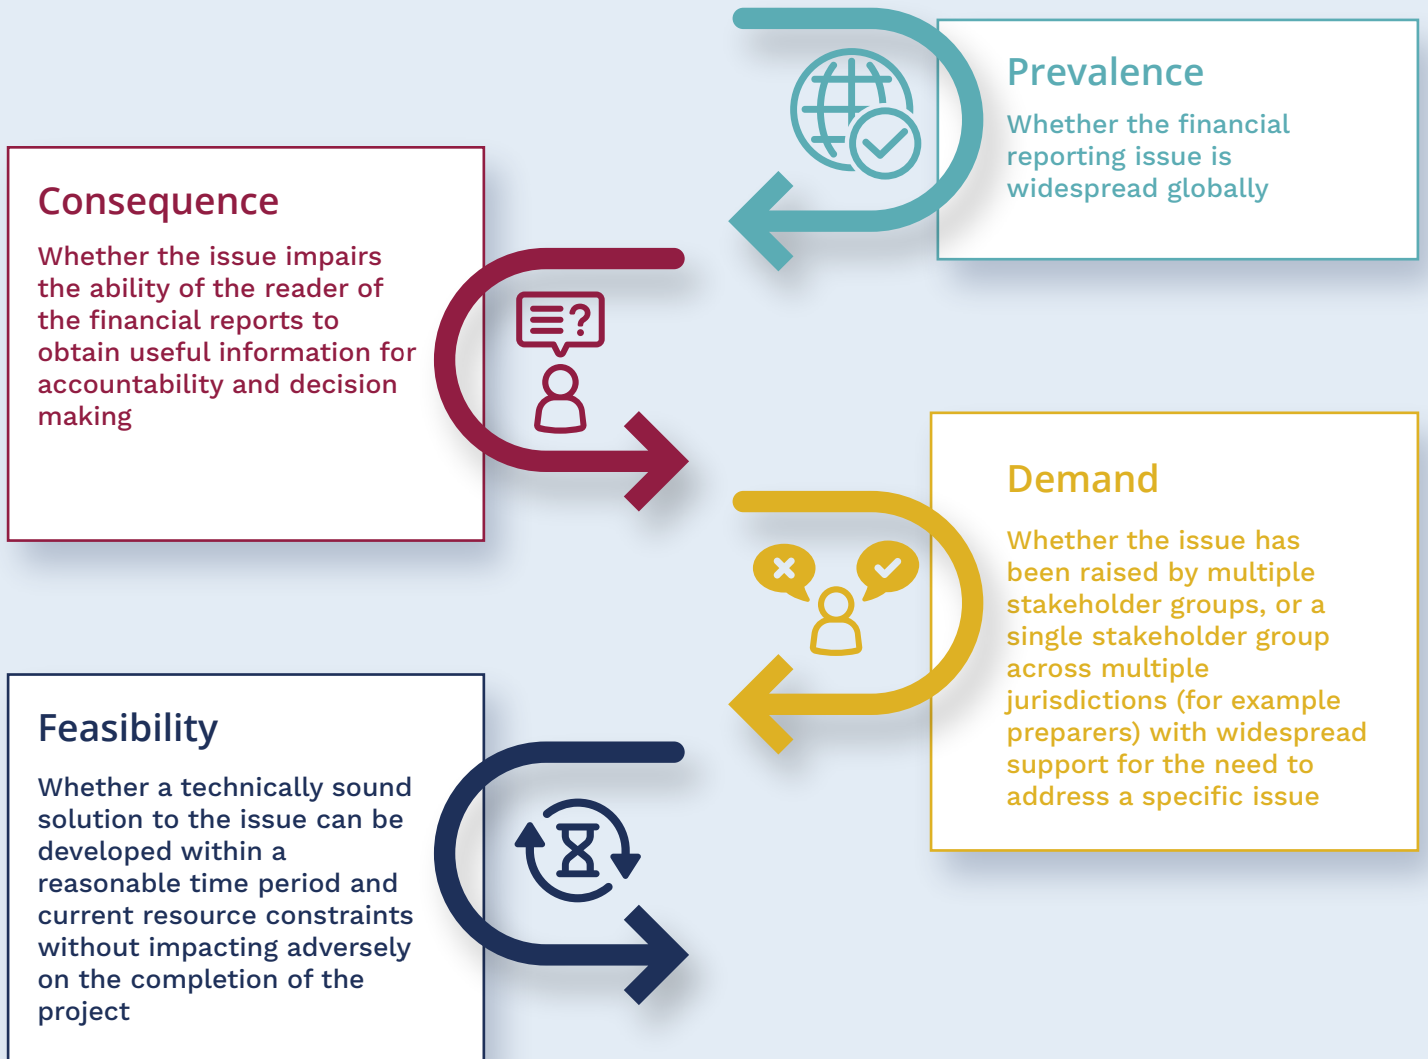 Prevalence
Whether the financial
reporting issue is
widespread globally
Consequence
Whether the issue impairs
the ability of the reader of
the financial reports to
obtain useful information for
accountability and decision
making
?
Demand
Whether the issue has
been raised by multiple
stakeholder groups, or a
single stakeholder group
across multiple
jurisdictions (for example
preparers) with widespread
support for the need to
address a specific issue
Feasibility
Whether a technically sound
solution to the issue can be
developed within a
reasonable time period and
current resource constraints
without impacting adversely
on the completion of the
project